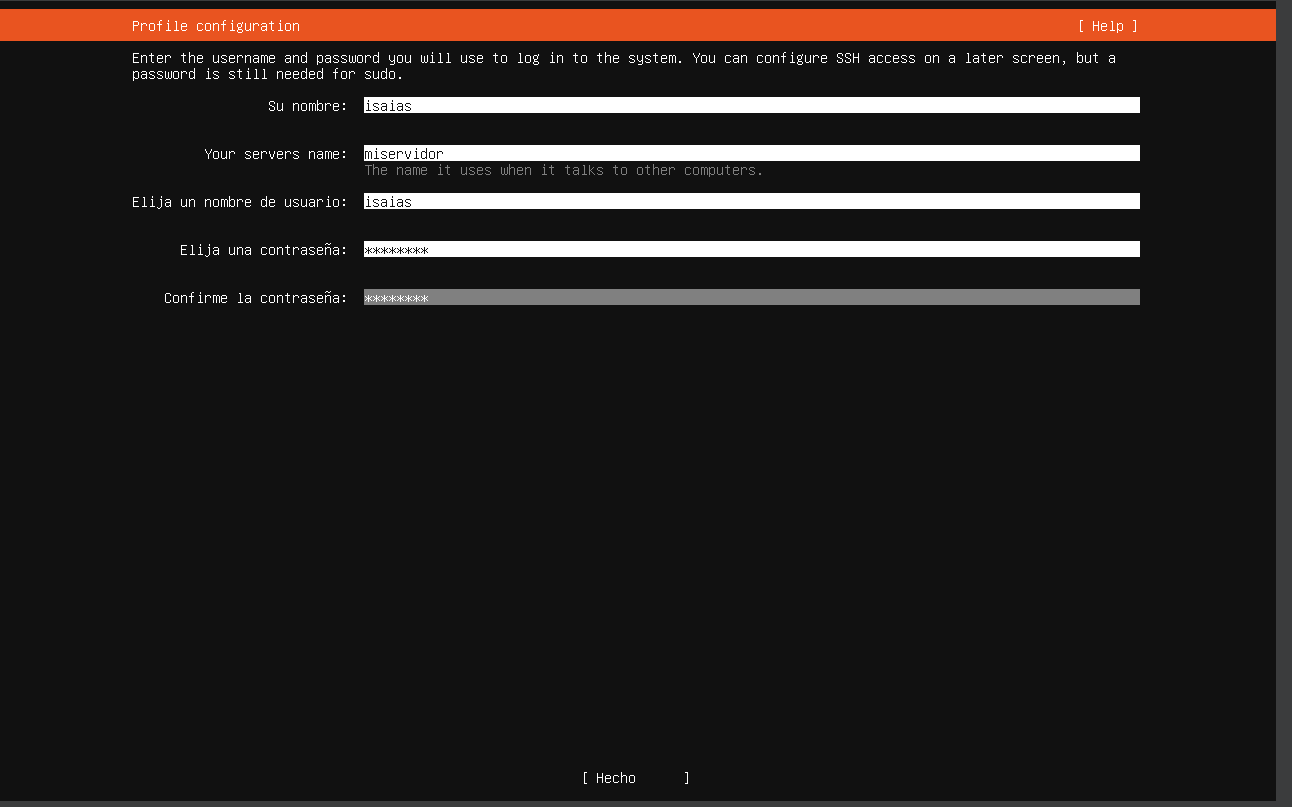 Profile configuration [ Help ]
Enter the username and password you will use to log in to the system. You can configure SSH access on a later screen, but a
password is still needed for sudo.
Su nombre: isaias
Your servers name: miservidor
The name it uses when it talks to other computers.
Elija un nombre de usuario: isaias
Elija una contraseña: ********
Confirme la contraseña: ********
[ Hecho ]